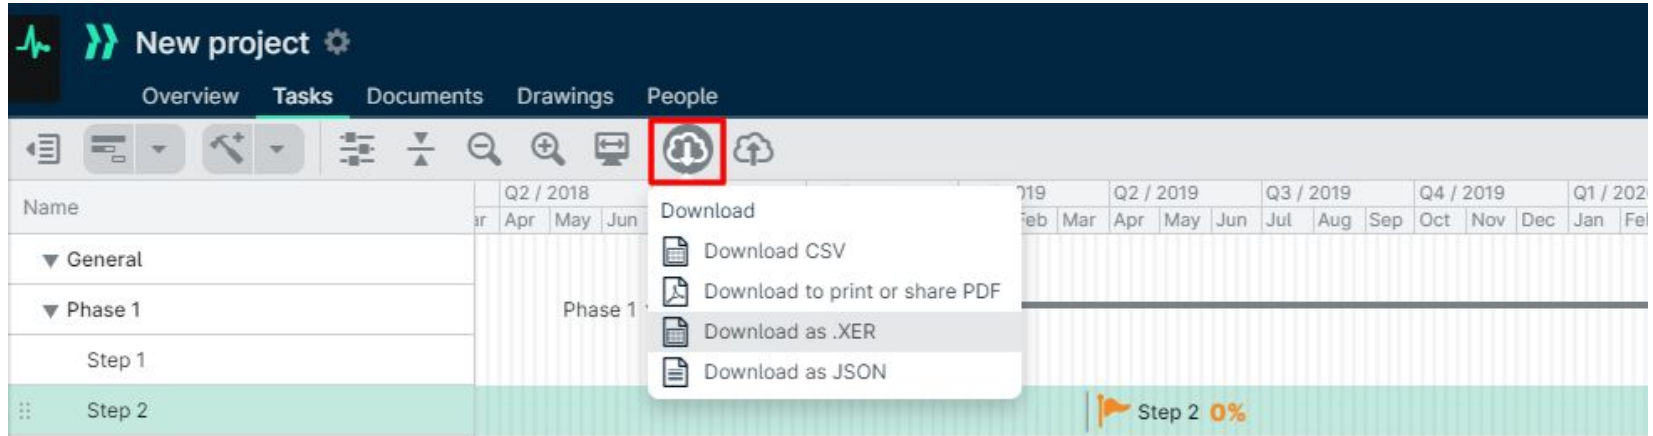 New project
Overview Tasks Documents Drawings People
Name
Q2 / 2018 Q2 / 2019 Q3 / 2019 Q4 / 2019
Apr May Jun Mar Apr May Jun Jul Aug Sep Oct Nov Dec Jan
Download
Download CSV
Download to print or share PDF
Download as .XER
Download as JSON
General
Phase 1 Phase 1
Step 1
Step 2 Step 2 0%